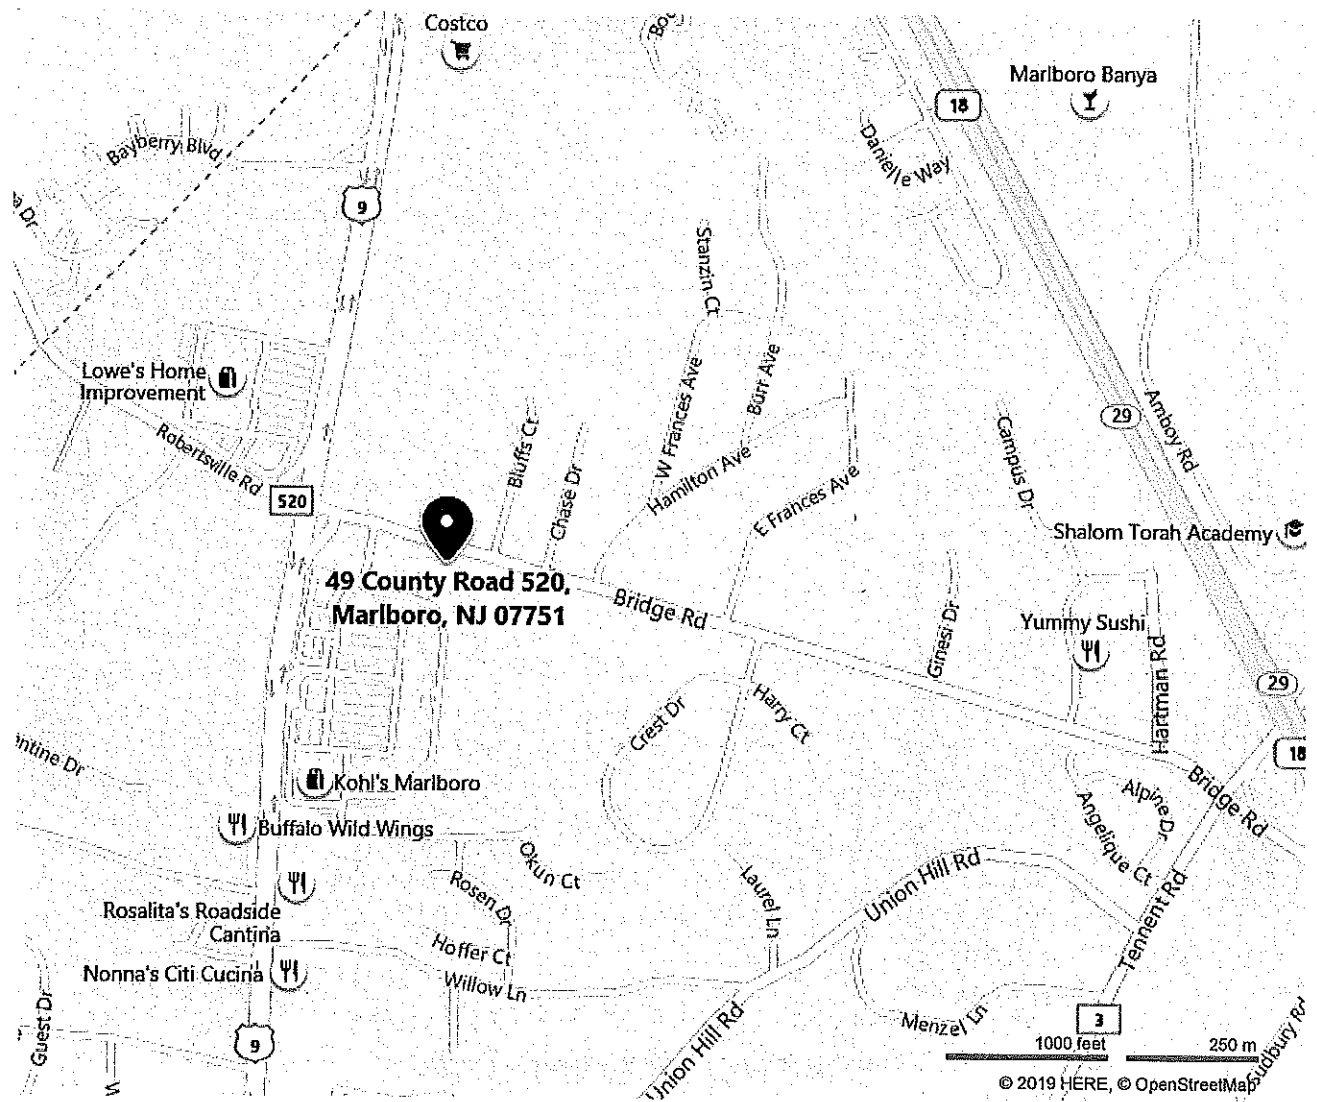 Costco
Marlboro Banya
18
Bayberry Blvd
Danielle Way
9
a Dr
Stanzin Ct
Lowe's Home
Improvement
W Frances Ave
Burr Ave
29
Amboy Rd
Robertsville Rd
Bluffs Ct
Chase Dr
Hamilton Ave
E Frances Ave
Campus Dr
520
Shalom Torah Academy
49 County Road 520,
Marlboro, NJ 07751
Bridge Rd
Ginesi Dr
Yummy Sushi
Hartman Rd
29
Crest Dr
Harry Ct
18
ntine Dr
Kohl's Marlboro
Bridge Rd
Alpine Dr
Angelique Ct
Buffalo Wild Wings
Okun Ct
Rosen Dr
Laurel Ln
Union Hill Rd
Tennent Rd
Rosalita's Roadside
Cantina
Hoffer Ct
Nonna's Citi Cucina
Willow Ln
Guest Dr
9
Union Hill Rd
Menzel Ln
3
1000 feet
250 m
Sudbury Rd
W
© 2019 HERE, © OpenStreetMap